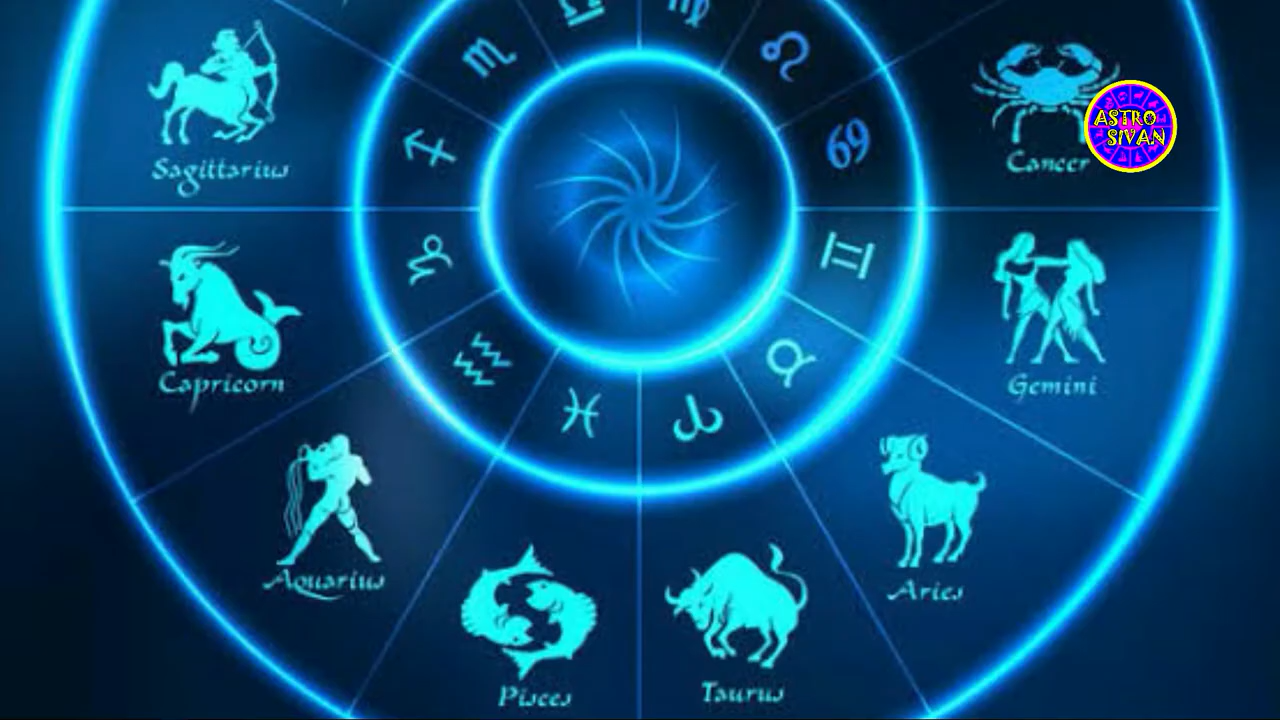 Sagittarius
Cancer
ASTRO
SIVAN
Capricorn
Gemini
Aquarius
Aries
Pisces
Taurus